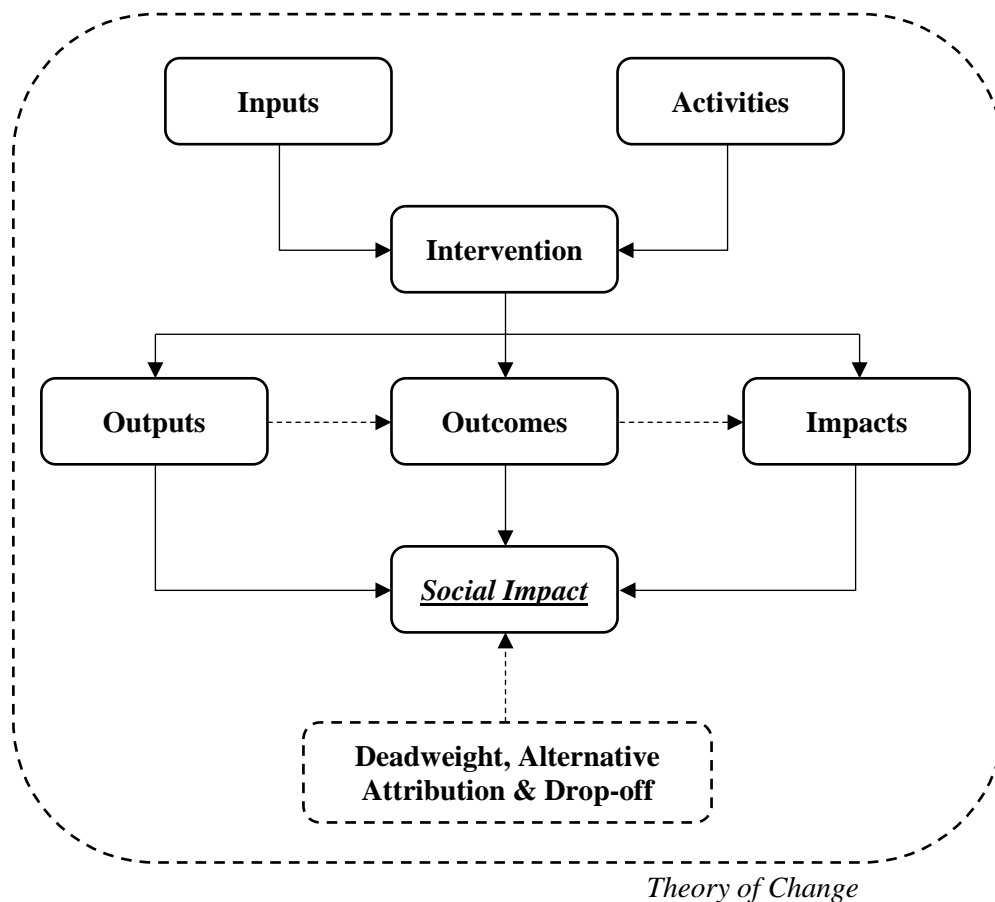 Inputs
Activities
Intervention
Outputs
Outcomes
Impacts
Social Impact
Deadweight, Alternative
Attribution & Drop-off
Theory of Change